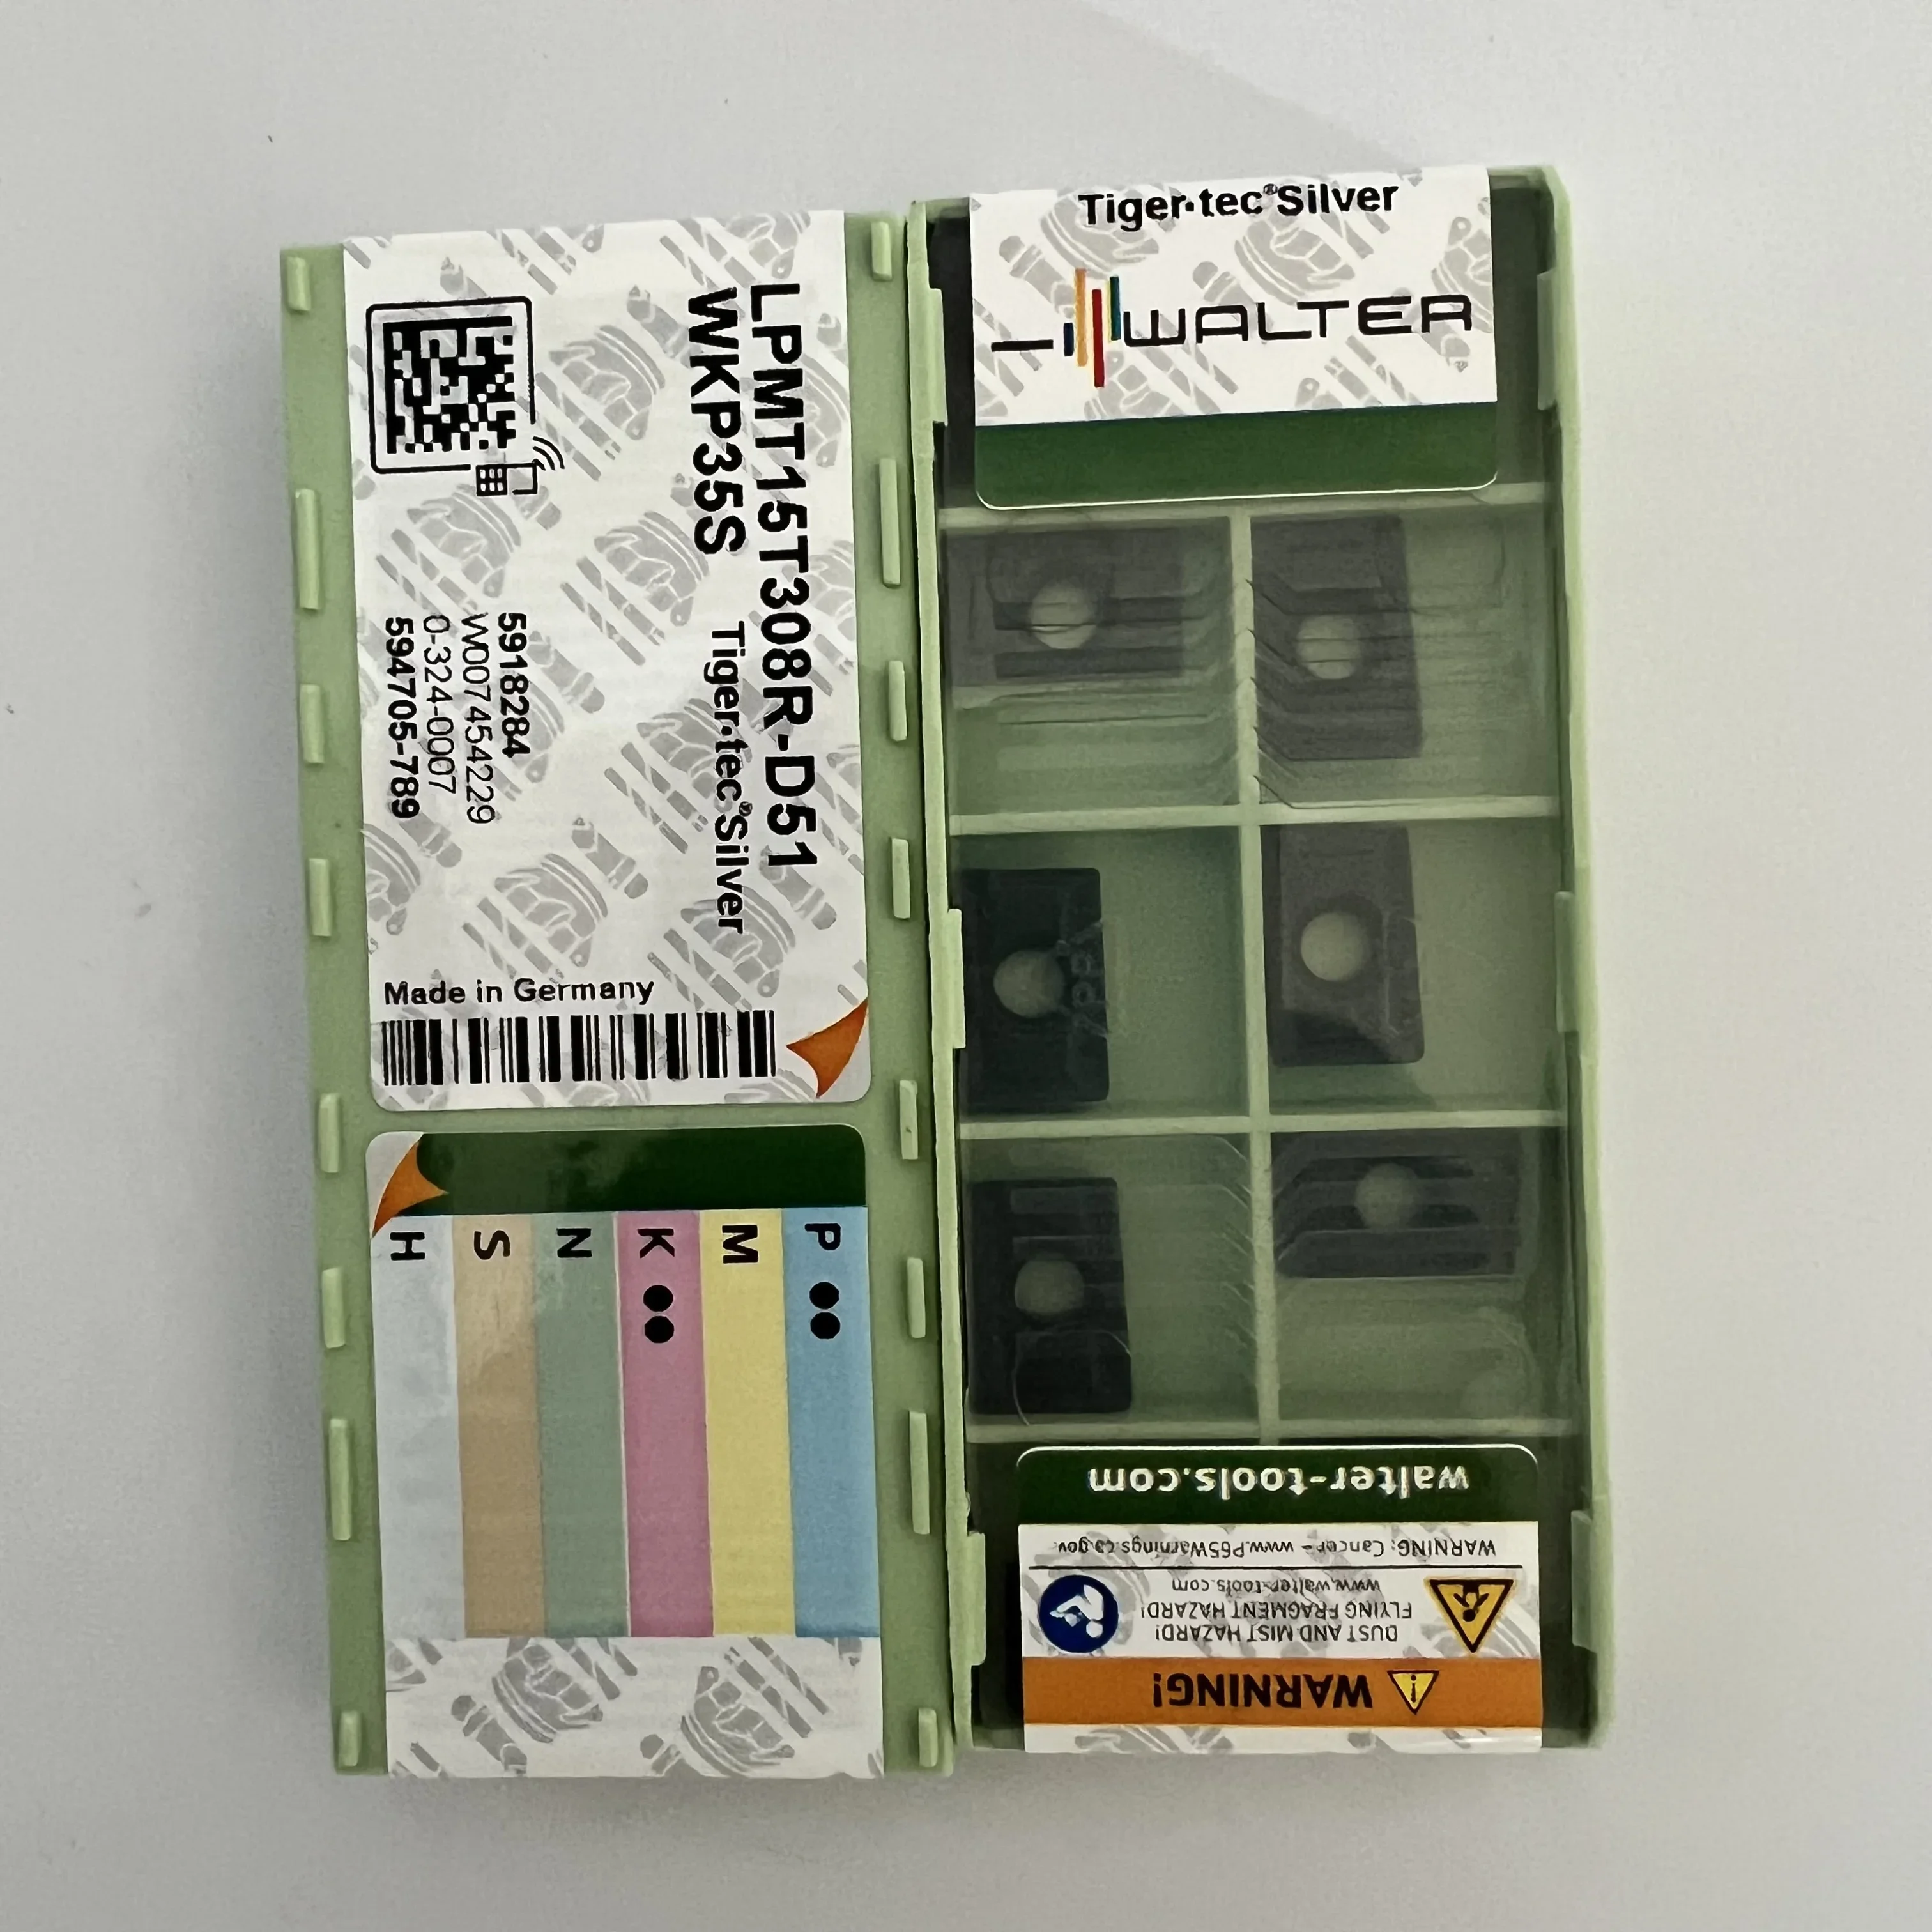 LPMT15T308R-D51
WKP35S Tiger·tec®Silver
5918284
W007454229
0-324-0007
594705-789
Made in Germany
P
M
K
N
S
H
Tiger·tec®Silver
WALTER
walter-tools.com
WARNING: Cancer - www.P65Warnings.ca.gov
WARNING!
DUST AND MIST HAZARD!
FLYING FRAGMENT HAZARD!
www.walter-tools.com